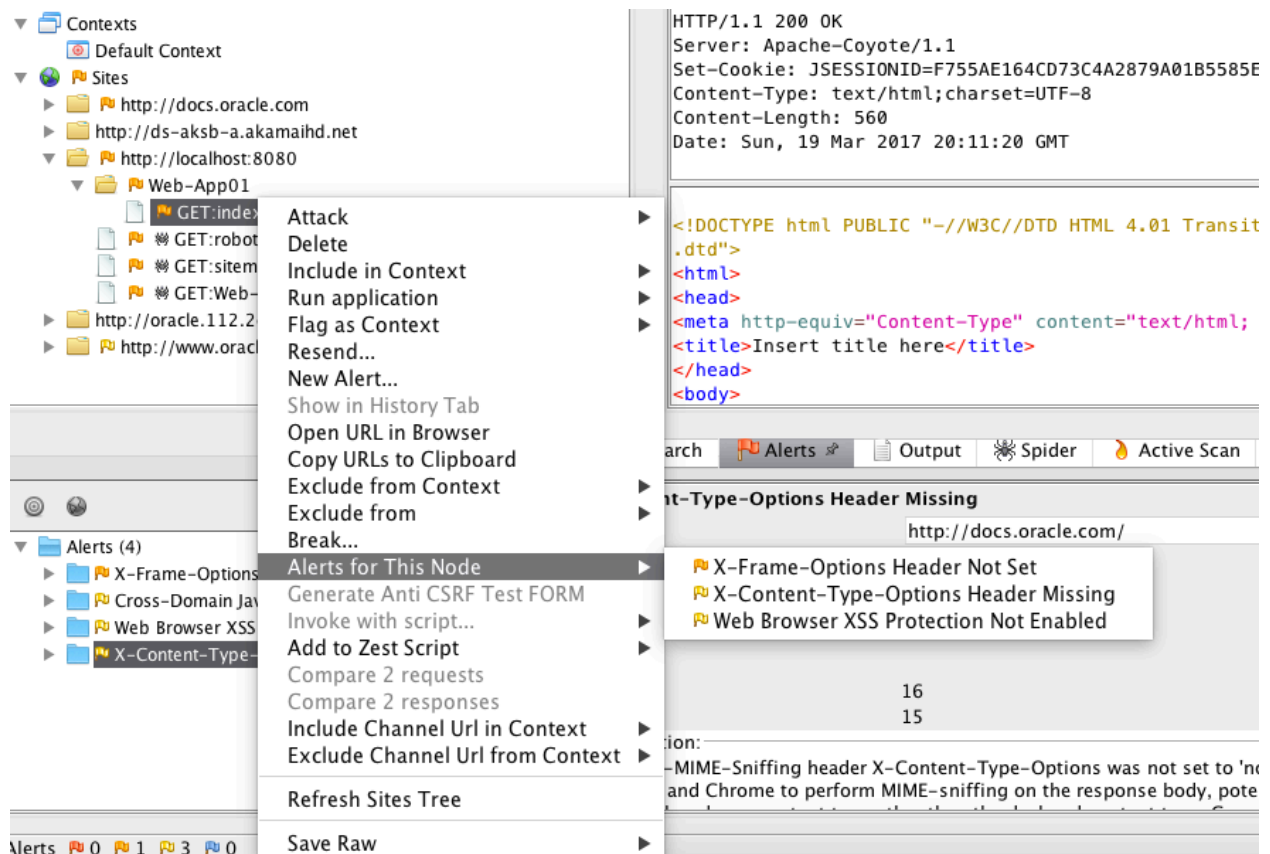 Contexts
Default Context
Sites
http://docs.oracle.com
http://ds-aksb-a.akamaihd.net
http://localhost:8080
Web-App01
GET:index
GET:robot
GET:sitem
GET:Web-
http://oracle.112.2
http://www.oracl
HTTP/1.1 200 OK
Server: Apache-Coyote/1.1
Set-Cookie: JSESSIONID=F755AE164CD73C4A2879A01B5585E
Content-Type: text/html;charset=UTF-8
Content-Length: 560
Date: Sun, 19 Mar 2017 20:11:20 GMT
<!DOCTYPE html PUBLIC "-//W3C//DTD HTML 4.01 Transit
.dtd">
<html>
<head>
<meta http-equiv="Content-Type" content="text/html;
<title>Insert title here</title>
</head>
<body>
Attack
Delete
Include in Context
Run application
Flag as Context
Resend...
New Alert...
Show in History Tab
Open URL in Browser
Copy URLs to Clipboard
Exclude from Context
Exclude from
Break...
Alerts for This Node
Generate Anti CSRF Test FORM
Invoke with script...
Add to Zest Script
Compare 2 requests
Compare 2 responses
Include Channel Url in Context
Exclude Channel Url from Context
Refresh Sites Tree
Save Raw
X-Frame-Options Header Not Set
X-Content-Type-Options Header Missing
Web Browser XSS Protection Not Enabled
arch Alerts Output Spider Active Scan
nt-Type-Options Header Missing
http://docs.oracle.com/
16
15
tion:
-MIME-Sniffing header X-Content-Type-Options was not set to 'no
and Chrome to perform MIME-sniffing on the response body, pote
Alerts (4)
X-Frame-Options
Cross-Domain Jav
Web Browser XSS
X-Content-Type-
Alerts 0 1 3 0